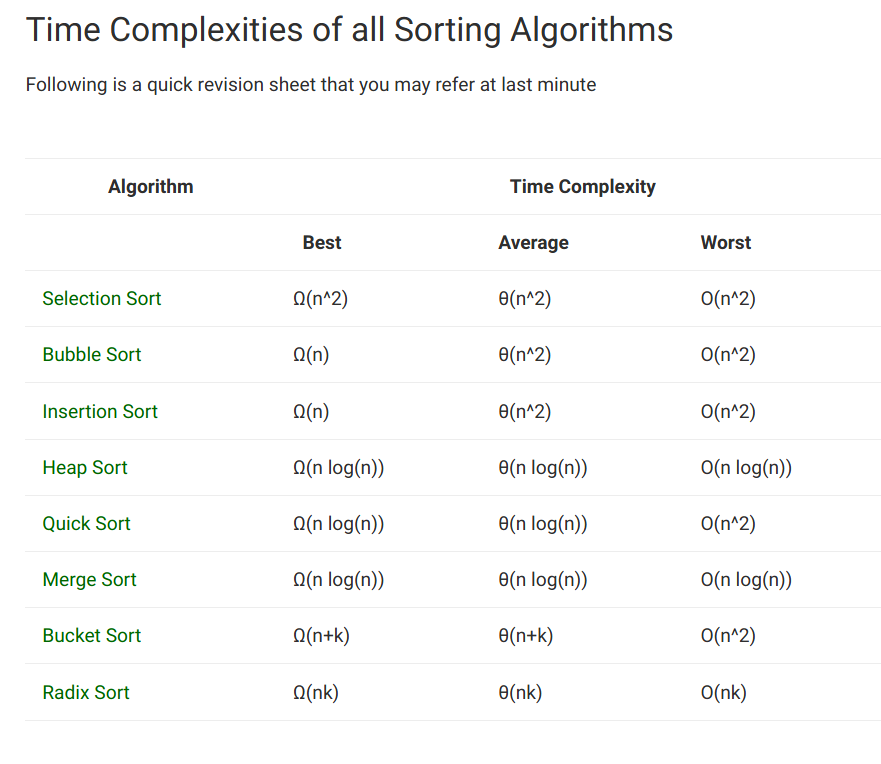 Time Complexities of all Sorting Algorithms
Following is a quick revision sheet that you may refer at last minute
Algorithm Time Complexity
Best Average Worst
Selection Sort Ω(n^2) θ(n^2) O(n^2)
Bubble Sort Ω(n) θ(n^2) O(n^2)
Insertion Sort Ω(n) θ(n^2) O(n^2)
Heap Sort Ω(n log(n)) θ(n log(n)) O(n log(n))
Quick Sort Ω(n log(n)) θ(n log(n)) O(n^2)
Merge Sort Ω(n log(n)) θ(n log(n)) O(n log(n))
Bucket Sort Ω(n+k) θ(n+k) O(n^2)
Radix Sort Ω(nk) θ(nk) O(nk)